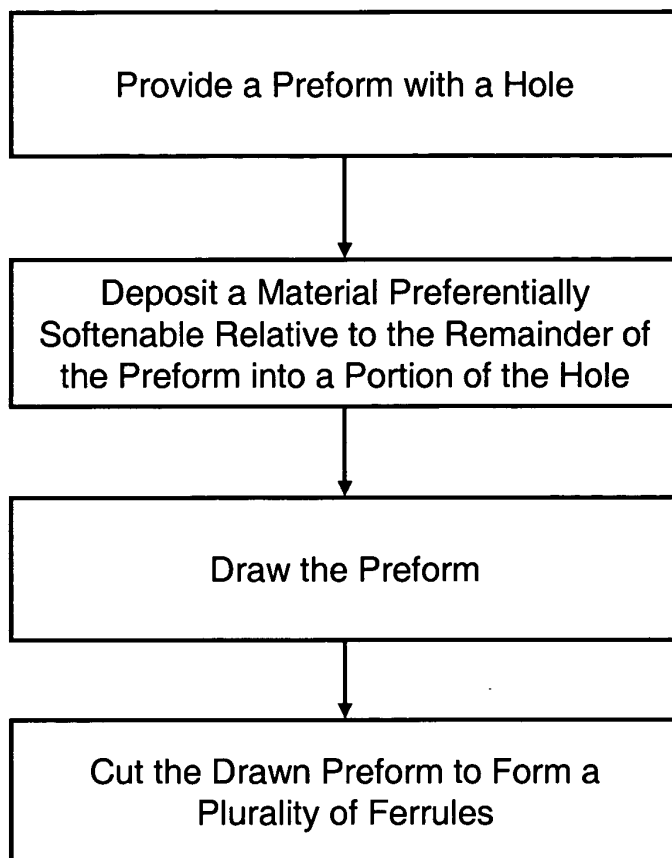 Provide a Preform with a Hole
Deposit a Material Preferentially
Softenable Relative to the Remainder of
the Preform into a Portion of the Hole
Draw the Preform
Cut the Drawn Preform to Form a
Plurality of Ferrules